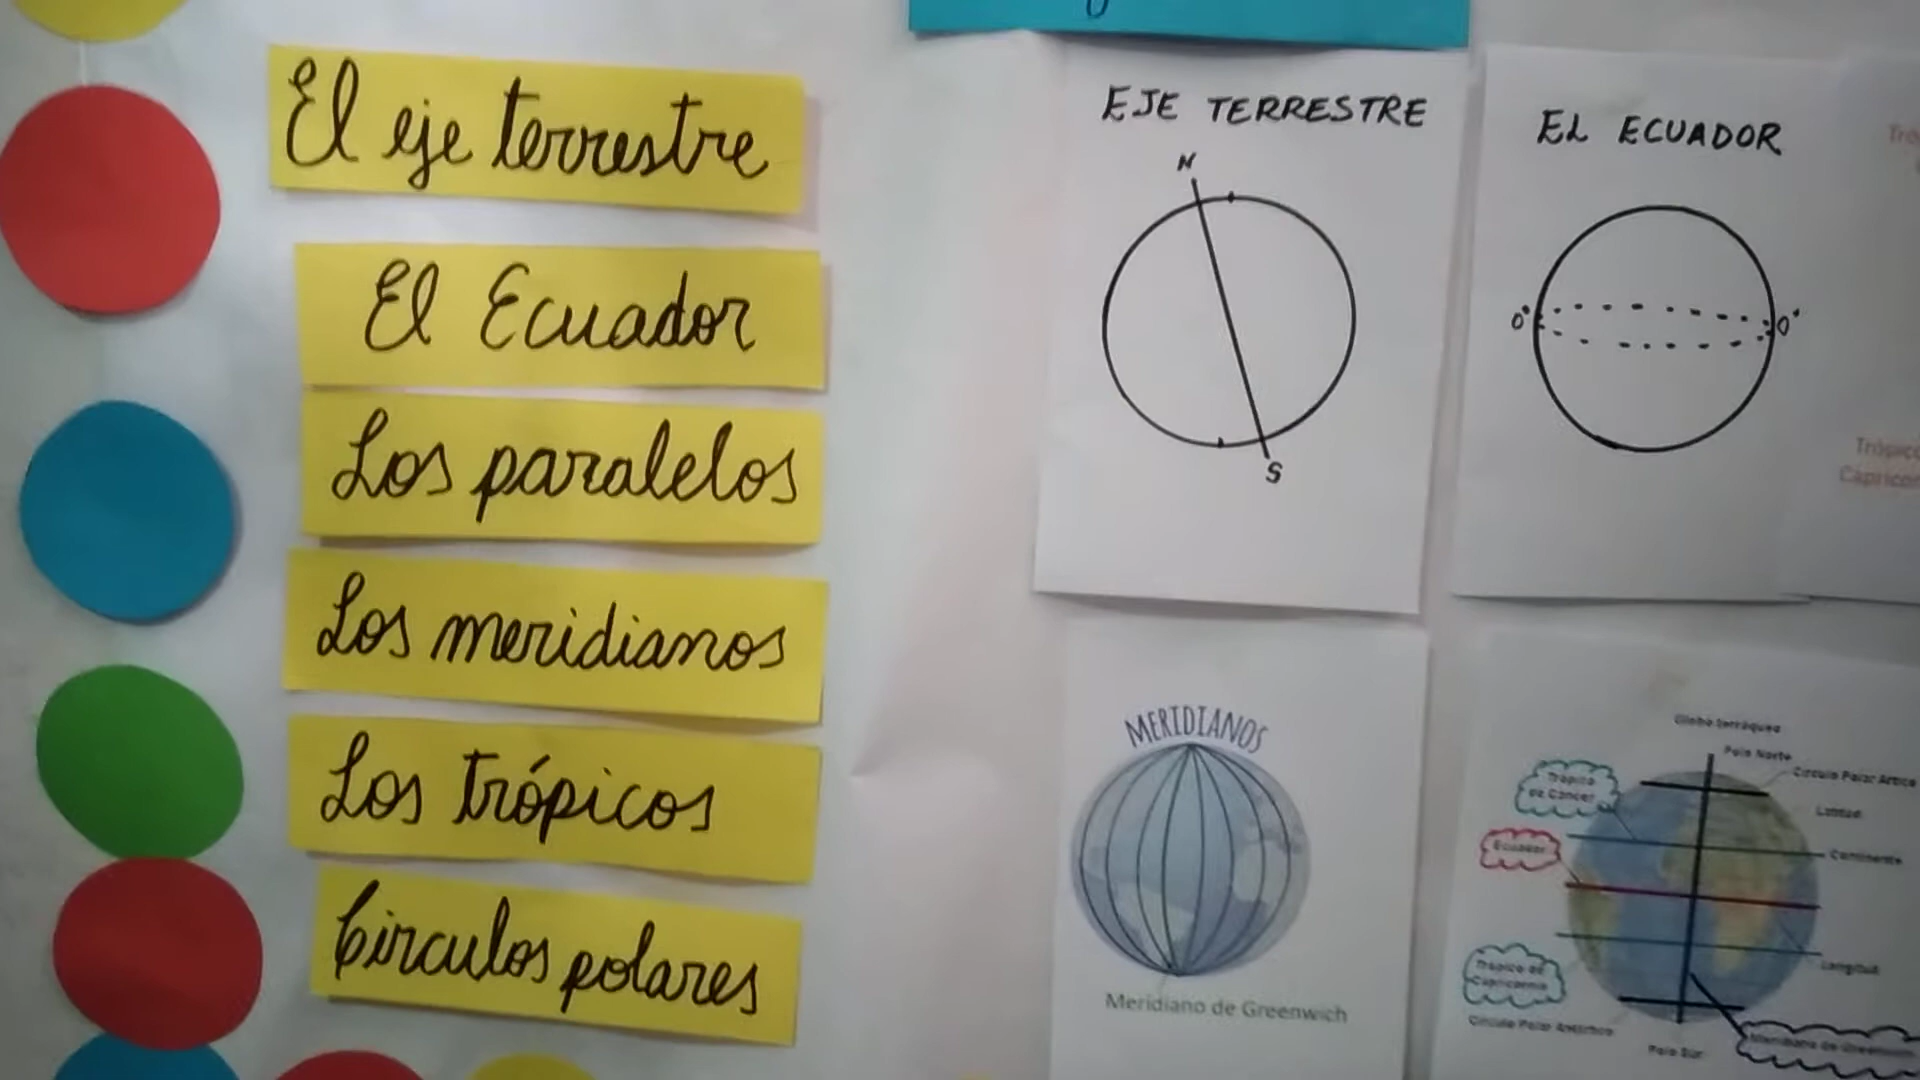 El eje terrestre
El Ecuador
Los paralelos
Los meridianos
Los trópicos
Circulos polares
EJE TERRESTRE
N
S
EL ECUADOR
0°
0°
MERIDIANOS
Meridiano de Greenwich
Globo terráqueo
Polo Norte
Círculo Polar Ártico
Trópico
de Cáncer
Latitud
Ecuador
Continente
Longitud
Trópico de
Capricornio
Círculo Polar Antártico
Polo Sur
Meridiano de Greenwich